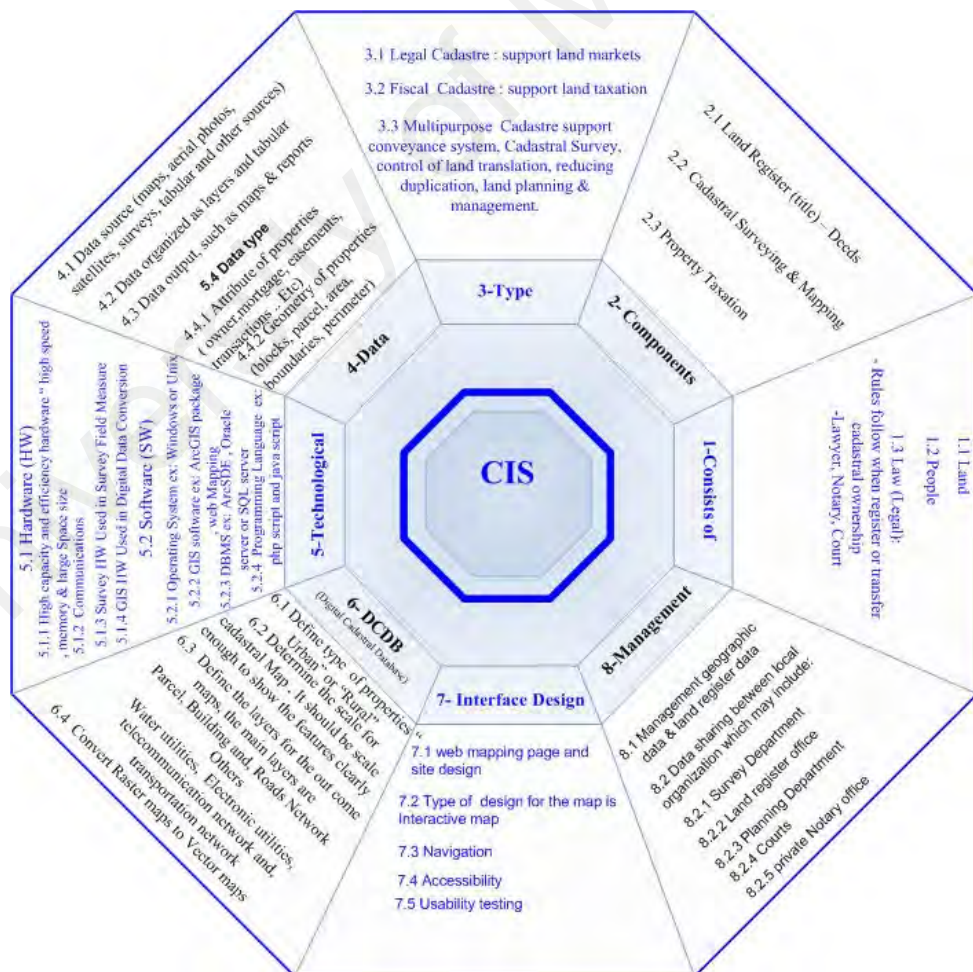 CIS
1-Consists of
1.1 Land
1.2 People
1.3 Law (Legal):
- Rules follow when register or transfer
cadastral ownership
-Lawyer, Notary, Court
2- Components
2.1 Land Register (title) – Deeds
2.2 Cadastral Surveying & Mapping
2.3 Property Taxation
3-Type
3.1 Legal Cadastre : support land markets
3.2 Fiscal Cadastre : support land taxation
3.3 Multipurpose Cadastre support
conveyance system, Cadastral Survey,
control of land translation, reducing
duplication, land planning &
management.
4-Data
4.1 Data source (maps, aerial photos,
satellites, surveys, tabular and other sources)
4.2 Data organized as layers and tabular
4.3 Data output, such as maps & reports
5.4 Data type
4.4.1 Attribute of properties
( owner,mortgage, easements,
transactions .. Etc)
4.4.2 Geometry of properties
(blocks, parcel, area,
boundaries, perimeter)
5-Technological
5.1 Hardware (HW)
5.1.1 High capacity and efficiency hardware “ high speed
, memory & large Space size
5.1.2 Communications
5.1.3 Survey HW Used in Survey Field Measure
5.1.4 GIS HW Used in Digital Data Conversion
5.2 Software (SW)
5.2.1 Operating System ex: Windows or Unix
5.2.2 GIS software ex: ArcGIS package
, web Mapping
5.2.3 DBMS ex: ArcSDE , Oracle
server or SQL server
5.2.4 Programming Language ex:
php script and java script
6- DCDB
(Digital Cadastral Database)
6.1 Define type of properties “
Urban” or “Rural”
6.2 Determine the scale for
cadastral Map . It should be scale
enough to show the features clearly
6.3 Define the layers for the out come
maps, the main layers are
Parcel, Building and, Roads Network
Others
Water utilities, Electronic utilities,
telecommunication network and,
transportation network
6.4 Convert Raster maps to Vector maps
7- Interface Design
7.1 web mapping page and
site design
7.2 Type of design for the map is
Interactive map
7.3 Navigation
7.4 Accessibility
7.5 Usability testing
8-Management
8.1 Management geographic
data & land register data
8.2 Data sharing between local
organization which may include:
8.2.1 Survey Department
8.2.2 Land register office
8.2.3 Planning Department
8.2.4 Courts
8.2.5 private Notary office